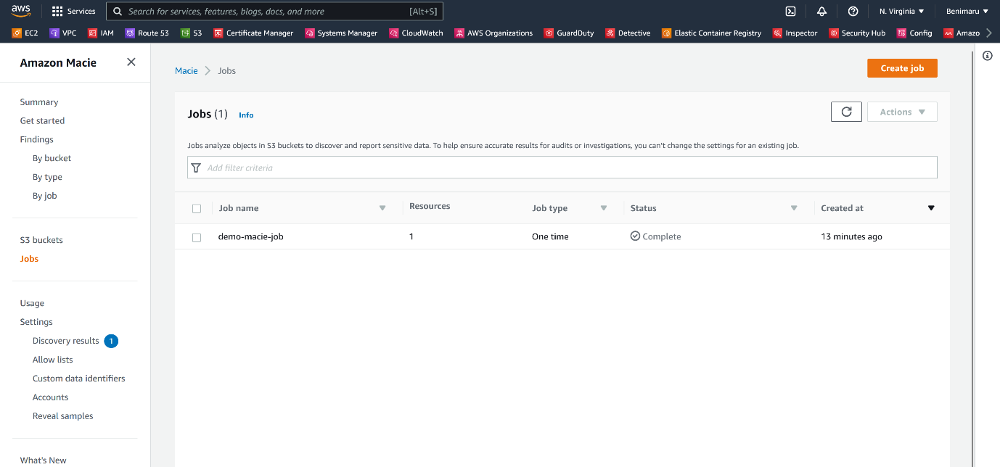 aws Services Search for services, features, blogs, docs, and more [Alt+S] N. Virginia Benimaru
EC2 VPC IAM Route 53 S3 Certificate Manager Systems Manager CloudWatch AWS Organizations GuardDuty Detective Elastic Container Registry Inspector Security Hub Config Amazo
Amazon Macie
Summary
Get started
Findings
By bucket
By type
By job
S3 buckets
Jobs
Usage
Settings
Discovery results 1
Allow lists
Custom data identifiers
Accounts
Reveal samples
What's New
Macie Jobs
Create job
Jobs (1) Info
Actions
Jobs analyze objects in S3 buckets to discover and report sensitive data. To help ensure accurate results for audits or investigations, you can't change the settings for an existing job.
Add filter criteria
Job name Resources Job type Status Created at
demo-macie-job 1 One time Complete 13 minutes ago